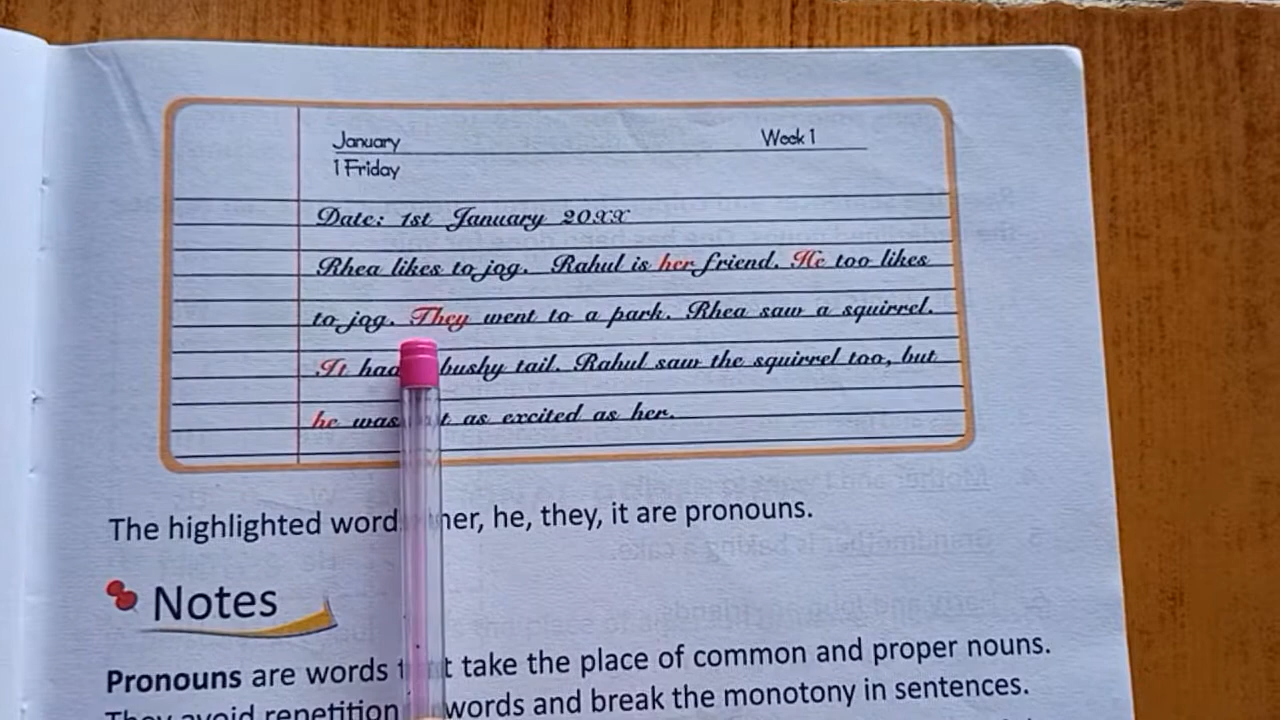 January Week 1
1 Friday
Date: 1st January 20XX
Rhea likes to jog. Rahul is her friend. He too likes
to jog. They went to a park. Rhea saw a squirrel.
It had bushy tail. Rahul saw the squirrel too, but
he was as excited as her.
The highlighted word her, he, they, it are pronouns.
Notes
Pronouns are words take the place of common and proper nouns.
They avoid repetition words and break the monotony in sentences.